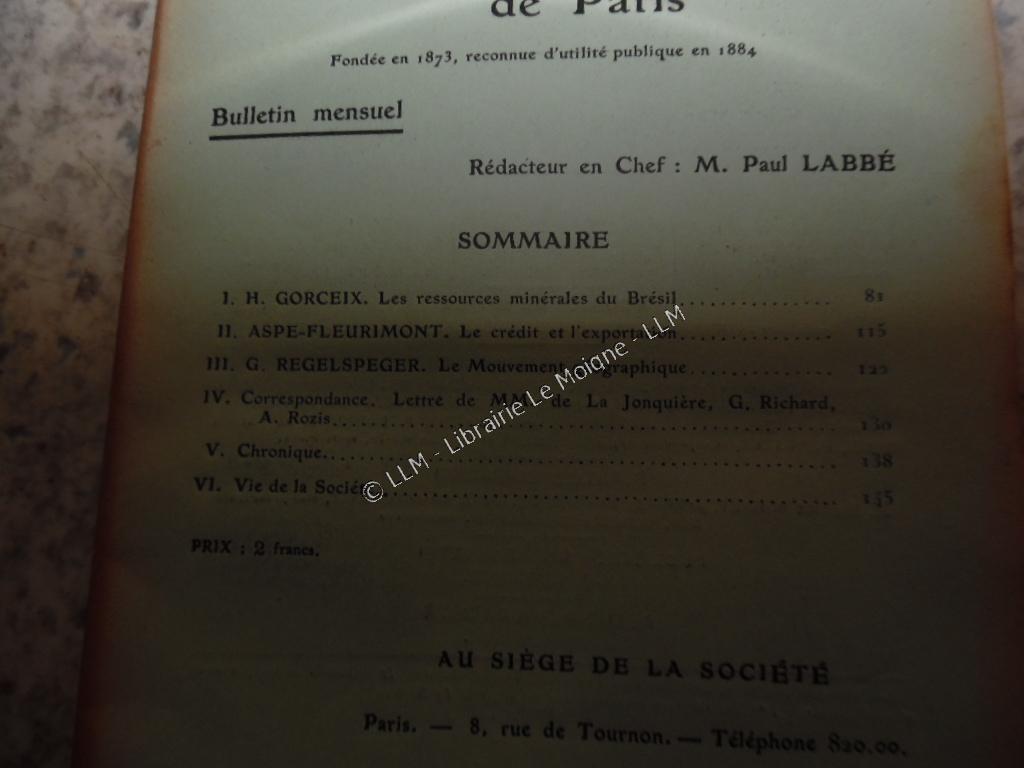 de Paris
Fondée en 1873, reconnue d'utilité publique en 1884
Bulletin mensuel
Rédacteur en Chef : M. Paul LABBÉ
SOMMAIRE
I. H. GORCEIX. Les ressources minérales du Brésil............... 81
II. ASPE-FLEURIMONT. Le crédit et l'exportation............... 115
III. G. REGELSPEGER. Le Mouvement géographique............... 122
IV. Correspondance. Lettre de MM. de La Jonquière, G. Richard,
A. Rozis............... 130
V. Chronique............... 138
VI. Vie de la Société............... 145
PRIX : 2 francs.
AU SIÈGE DE LA SOCIÉTÉ
Paris. — 8, rue de Tournon. — Téléphone 820.00.
© LLM - Librairie Le Moigne - LLM